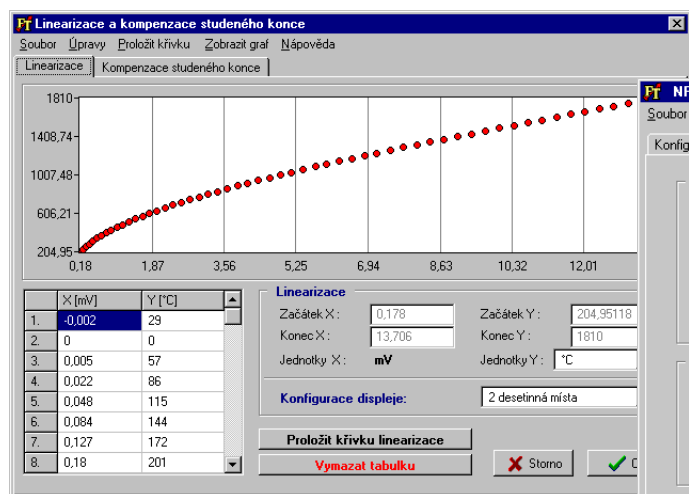 Linearizace a kompenzace studeného konce
Soubor Úpravy Proložit křivku Zobrazit graf Nápověda
Linearizace Kompenzace studeného konce
1810
1408,74
1007,48
606,21
204,95
0,18 1,87 3,56 5,25 6,94 8,63 10,32 12,01
Soubor
Konfig
X [mV] Y [°C]
1. -0,002 29
2. 0 0
3. 0,005 57
4. 0,022 86
5. 0,048 115
6. 0,084 144
7. 0,127 172
8. 0,18 201
Linearizace
Začátek X : 0,178 Začátek Y : 204,95118
Konec X : 13,706 Konec Y : 1810
Jednotky X : mV Jednotky Y : °C
Konfigurace displeje: 2 desetinná místa
Proložit křivku linearizace
Vymazat tabulku
Storno